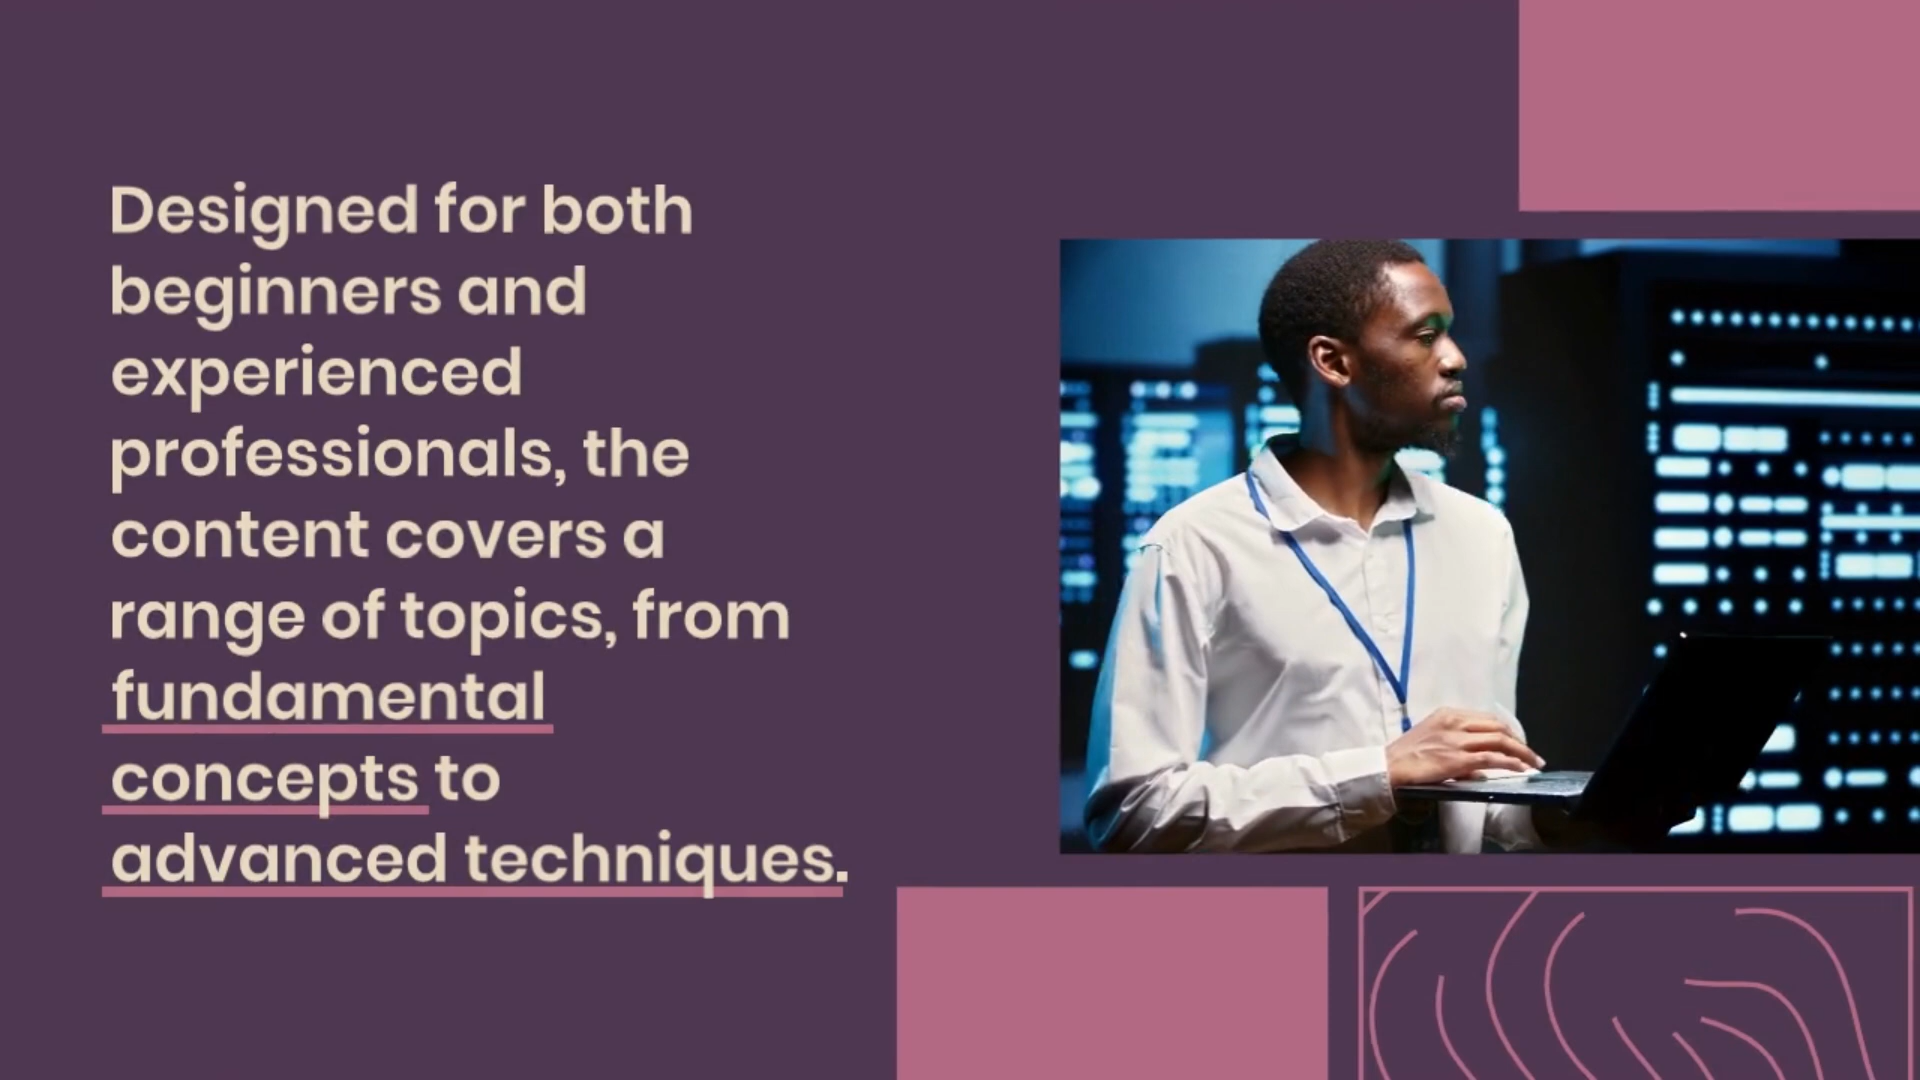 Designed for both
beginners and
experienced
professionals, the
content covers a
range of topics, from
fundamental
concepts to
advanced techniques.